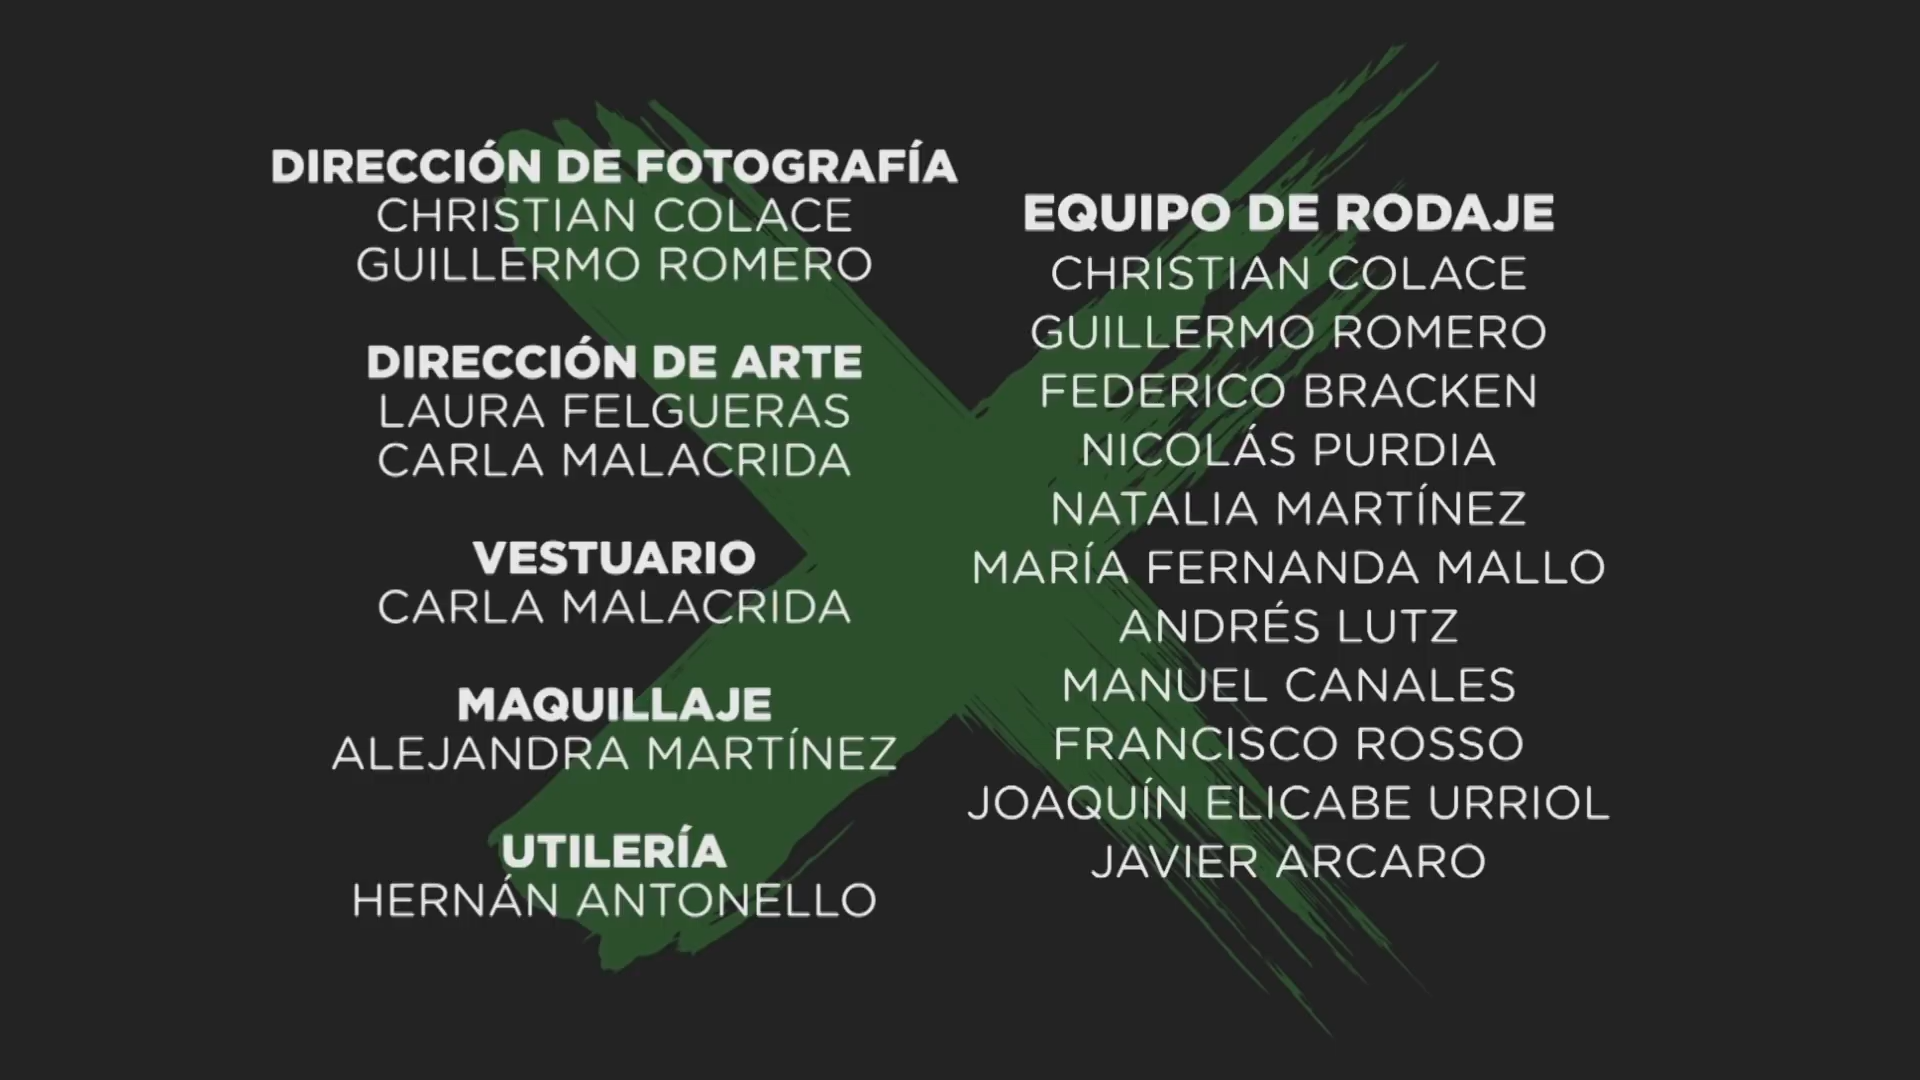 DIRECCIÓN DE FOTOGRAFÍA
CHRISTIAN COLACE
GUILLERMO ROMERO
DIRECCIÓN DE ARTE
LAURA FELGUERAS
CARLA MALACRIDA
VESTUARIO
CARLA MALACRIDA
MAQUILLAJE
ALEJANDRA MARTÍNEZ
UTILERÍA
HERNÁN ANTONELLO
EQUIPO DE RODAJE
CHRISTIAN COLACE
GUILLERMO ROMERO
FEDERICO BRACKEN
NICOLÁS PURDIA
NATALIA MARTÍNEZ
MARÍA FERNANDA MALLO
ANDRÉS LUTZ
MANUEL CANALES
FRANCISCO ROSSO
JOAQUÍN ELICABE URRIOL
JAVIER ARCARO